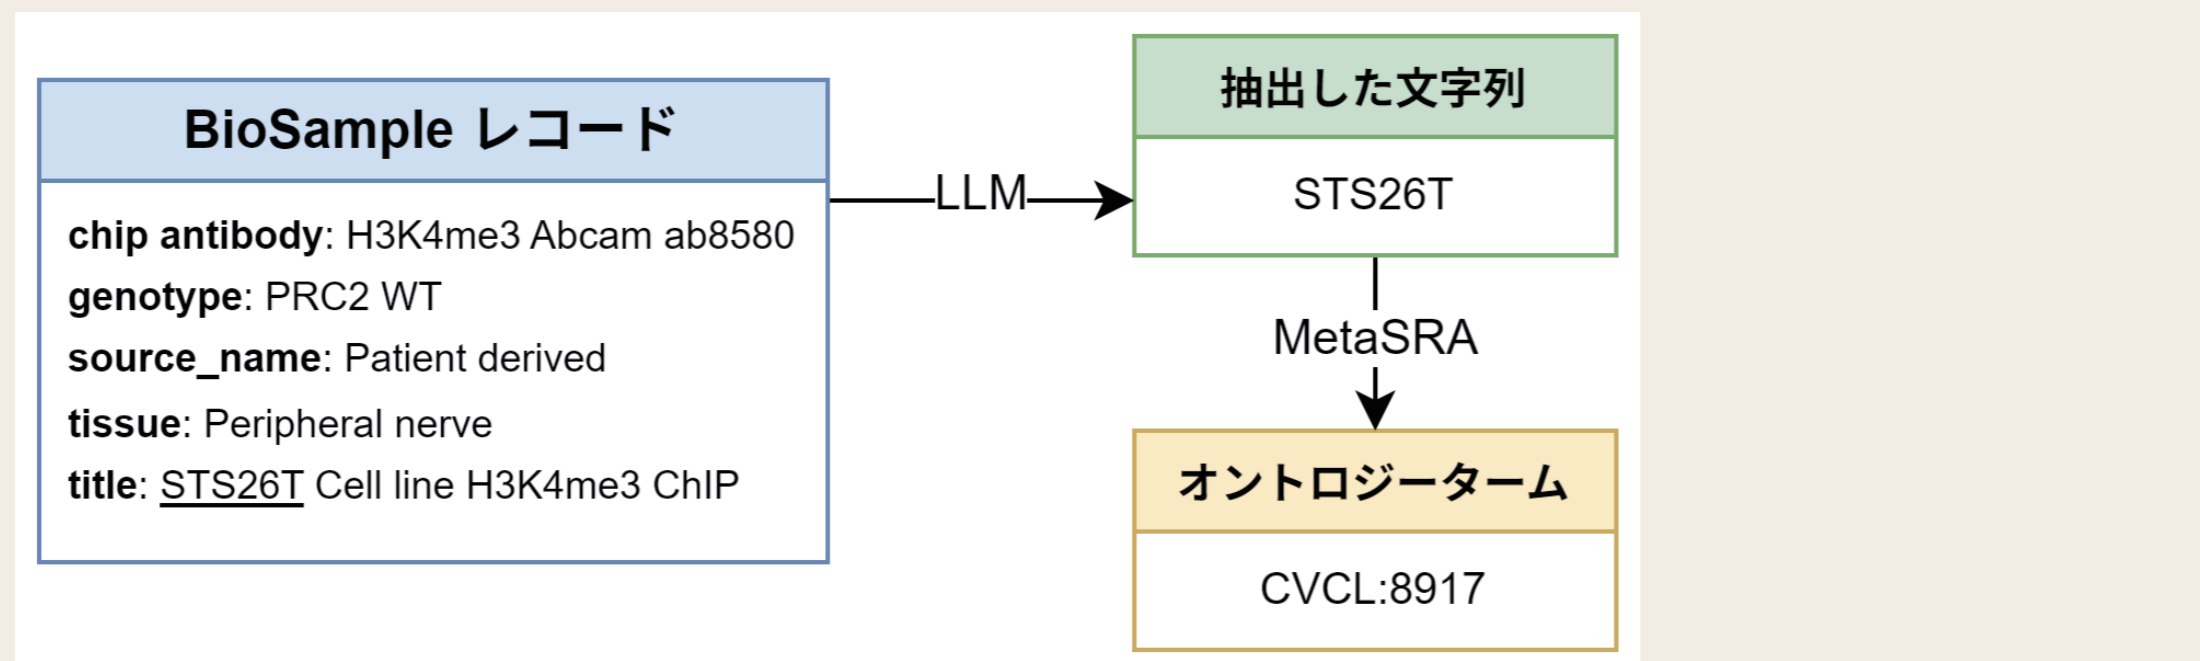 BioSample レコード
chip antibody: H3K4me3 Abcam ab8580
genotype: PRC2 WT
source_name: Patient derived
tissue: Peripheral nerve
title: STS26T Cell line H3K4me3 ChIP
LLM
抽出した文字列
STS26T
MetaSRA
オントロジーターム
CVCL:8917